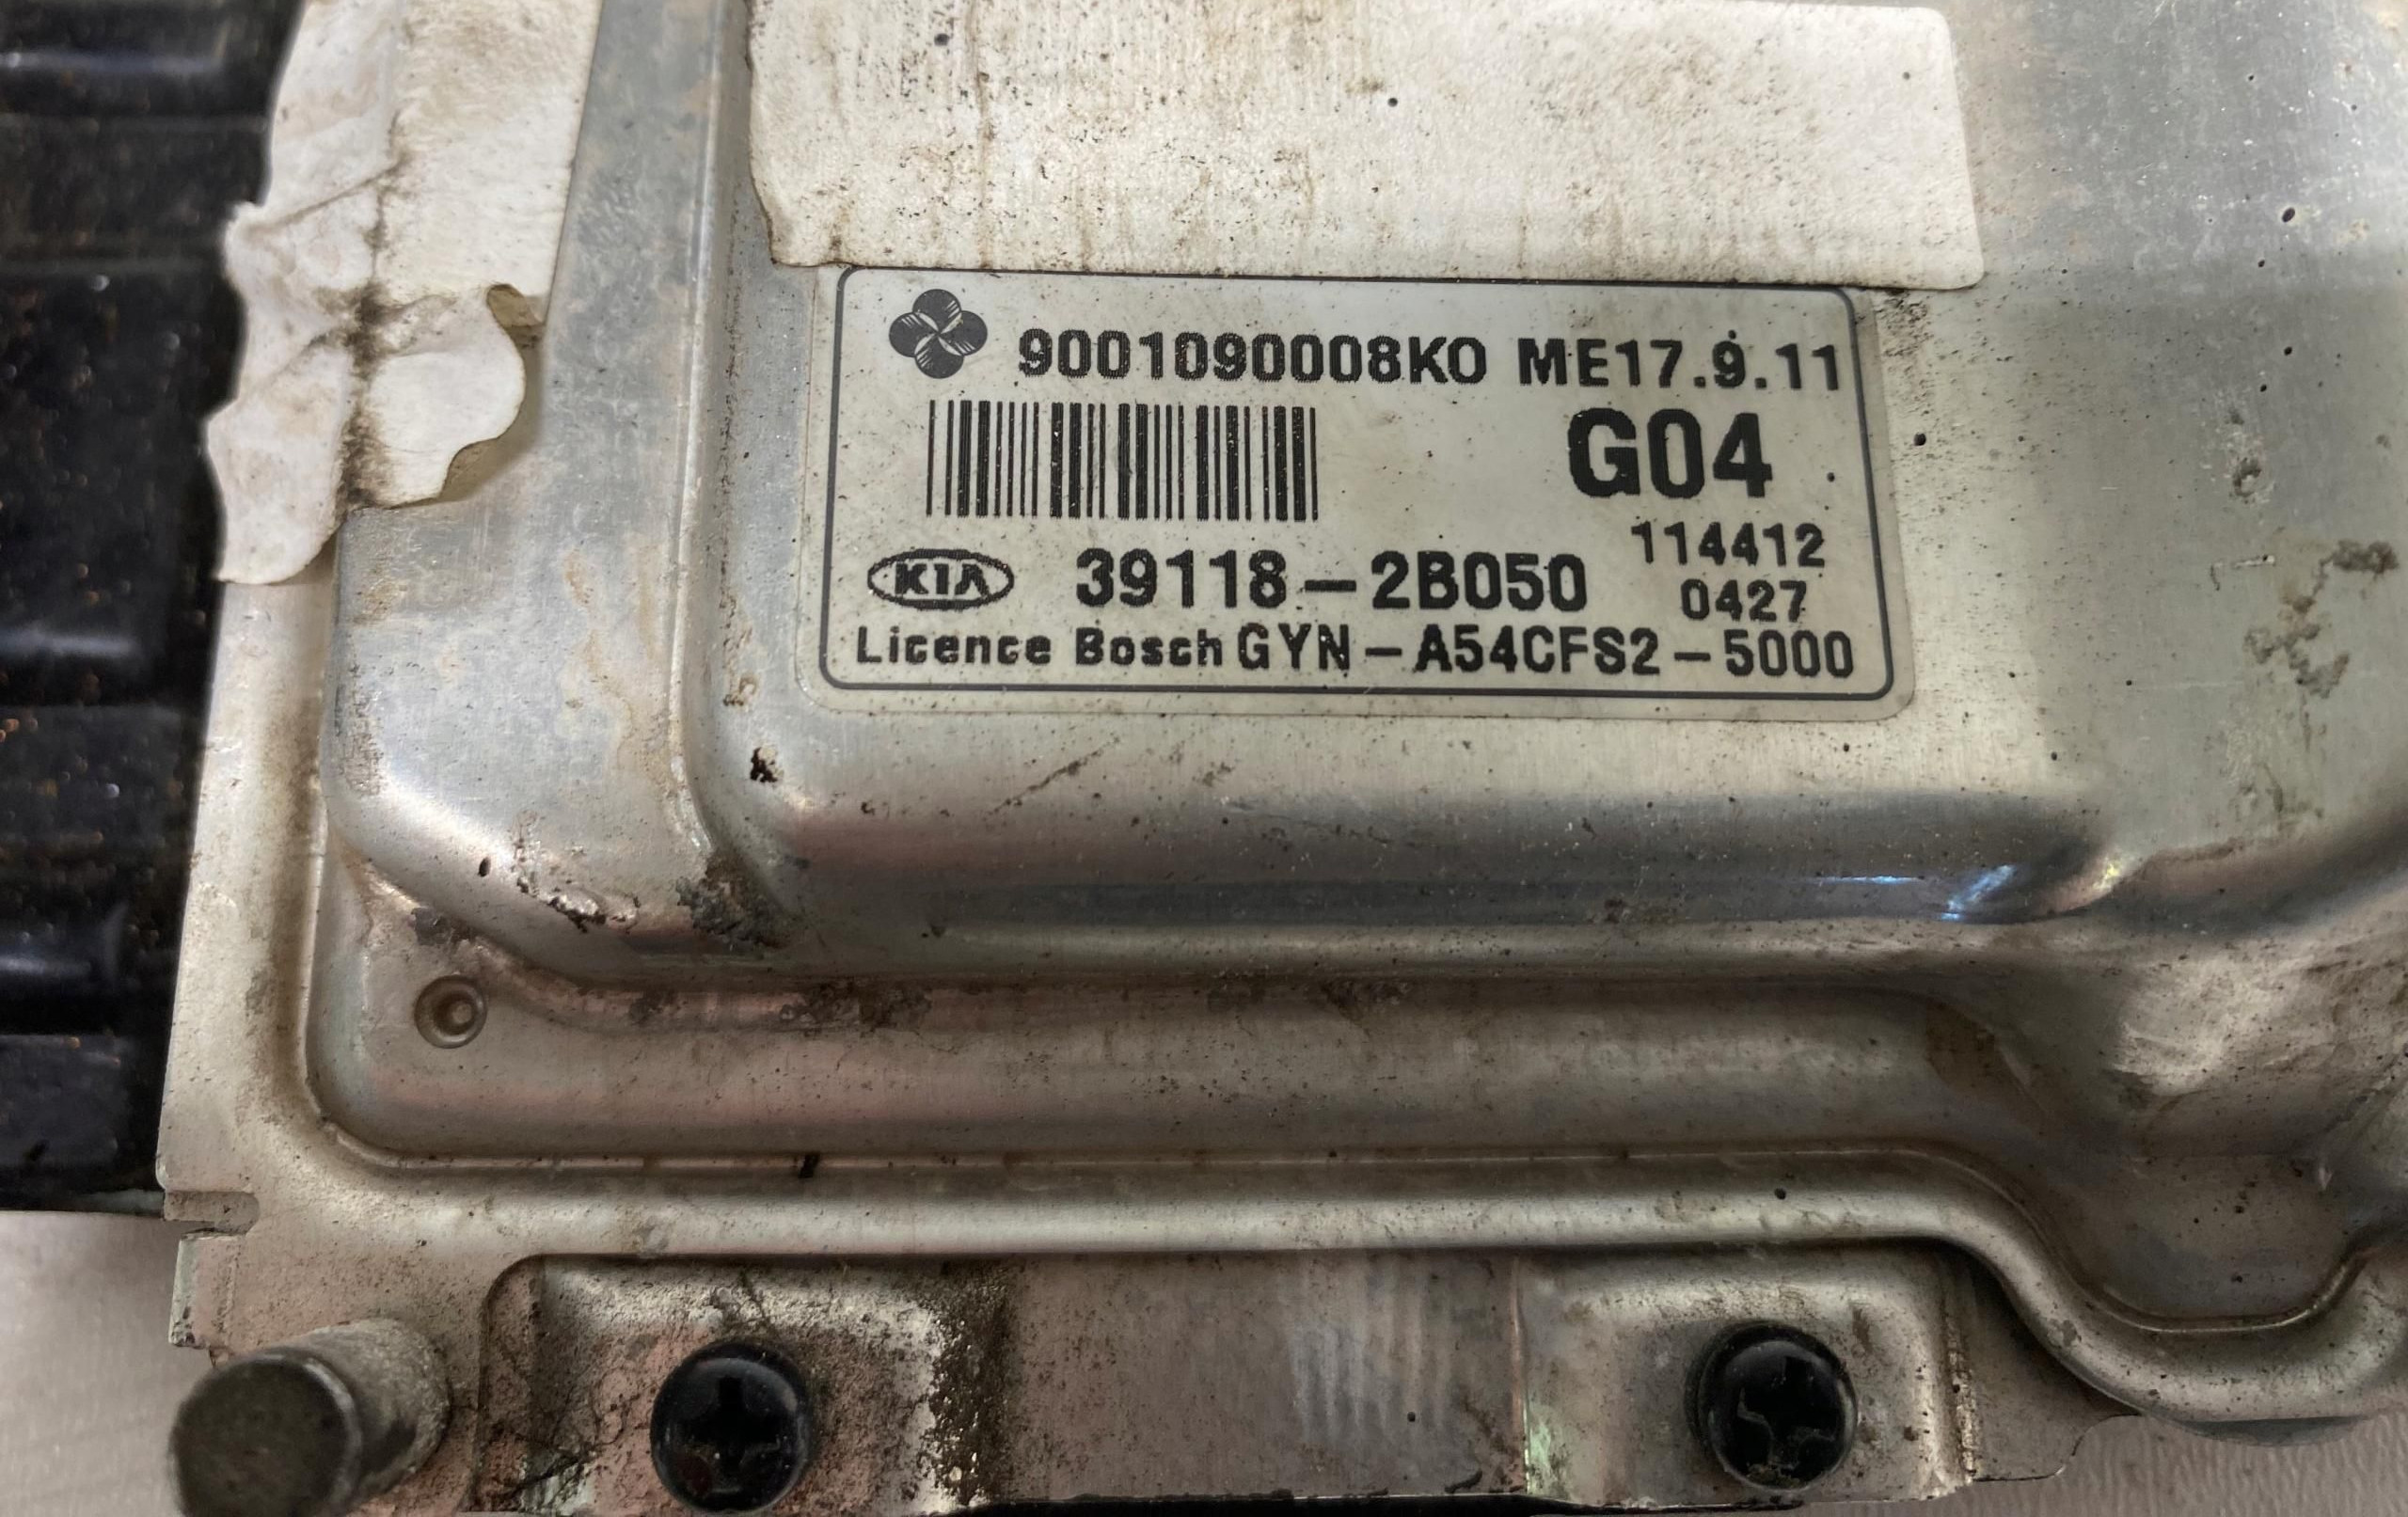 9001090008KO ME17.9.11
G04
114412
KIA 39118-2B050 0427
Licence Bosch GYN-A54CFS2-5000